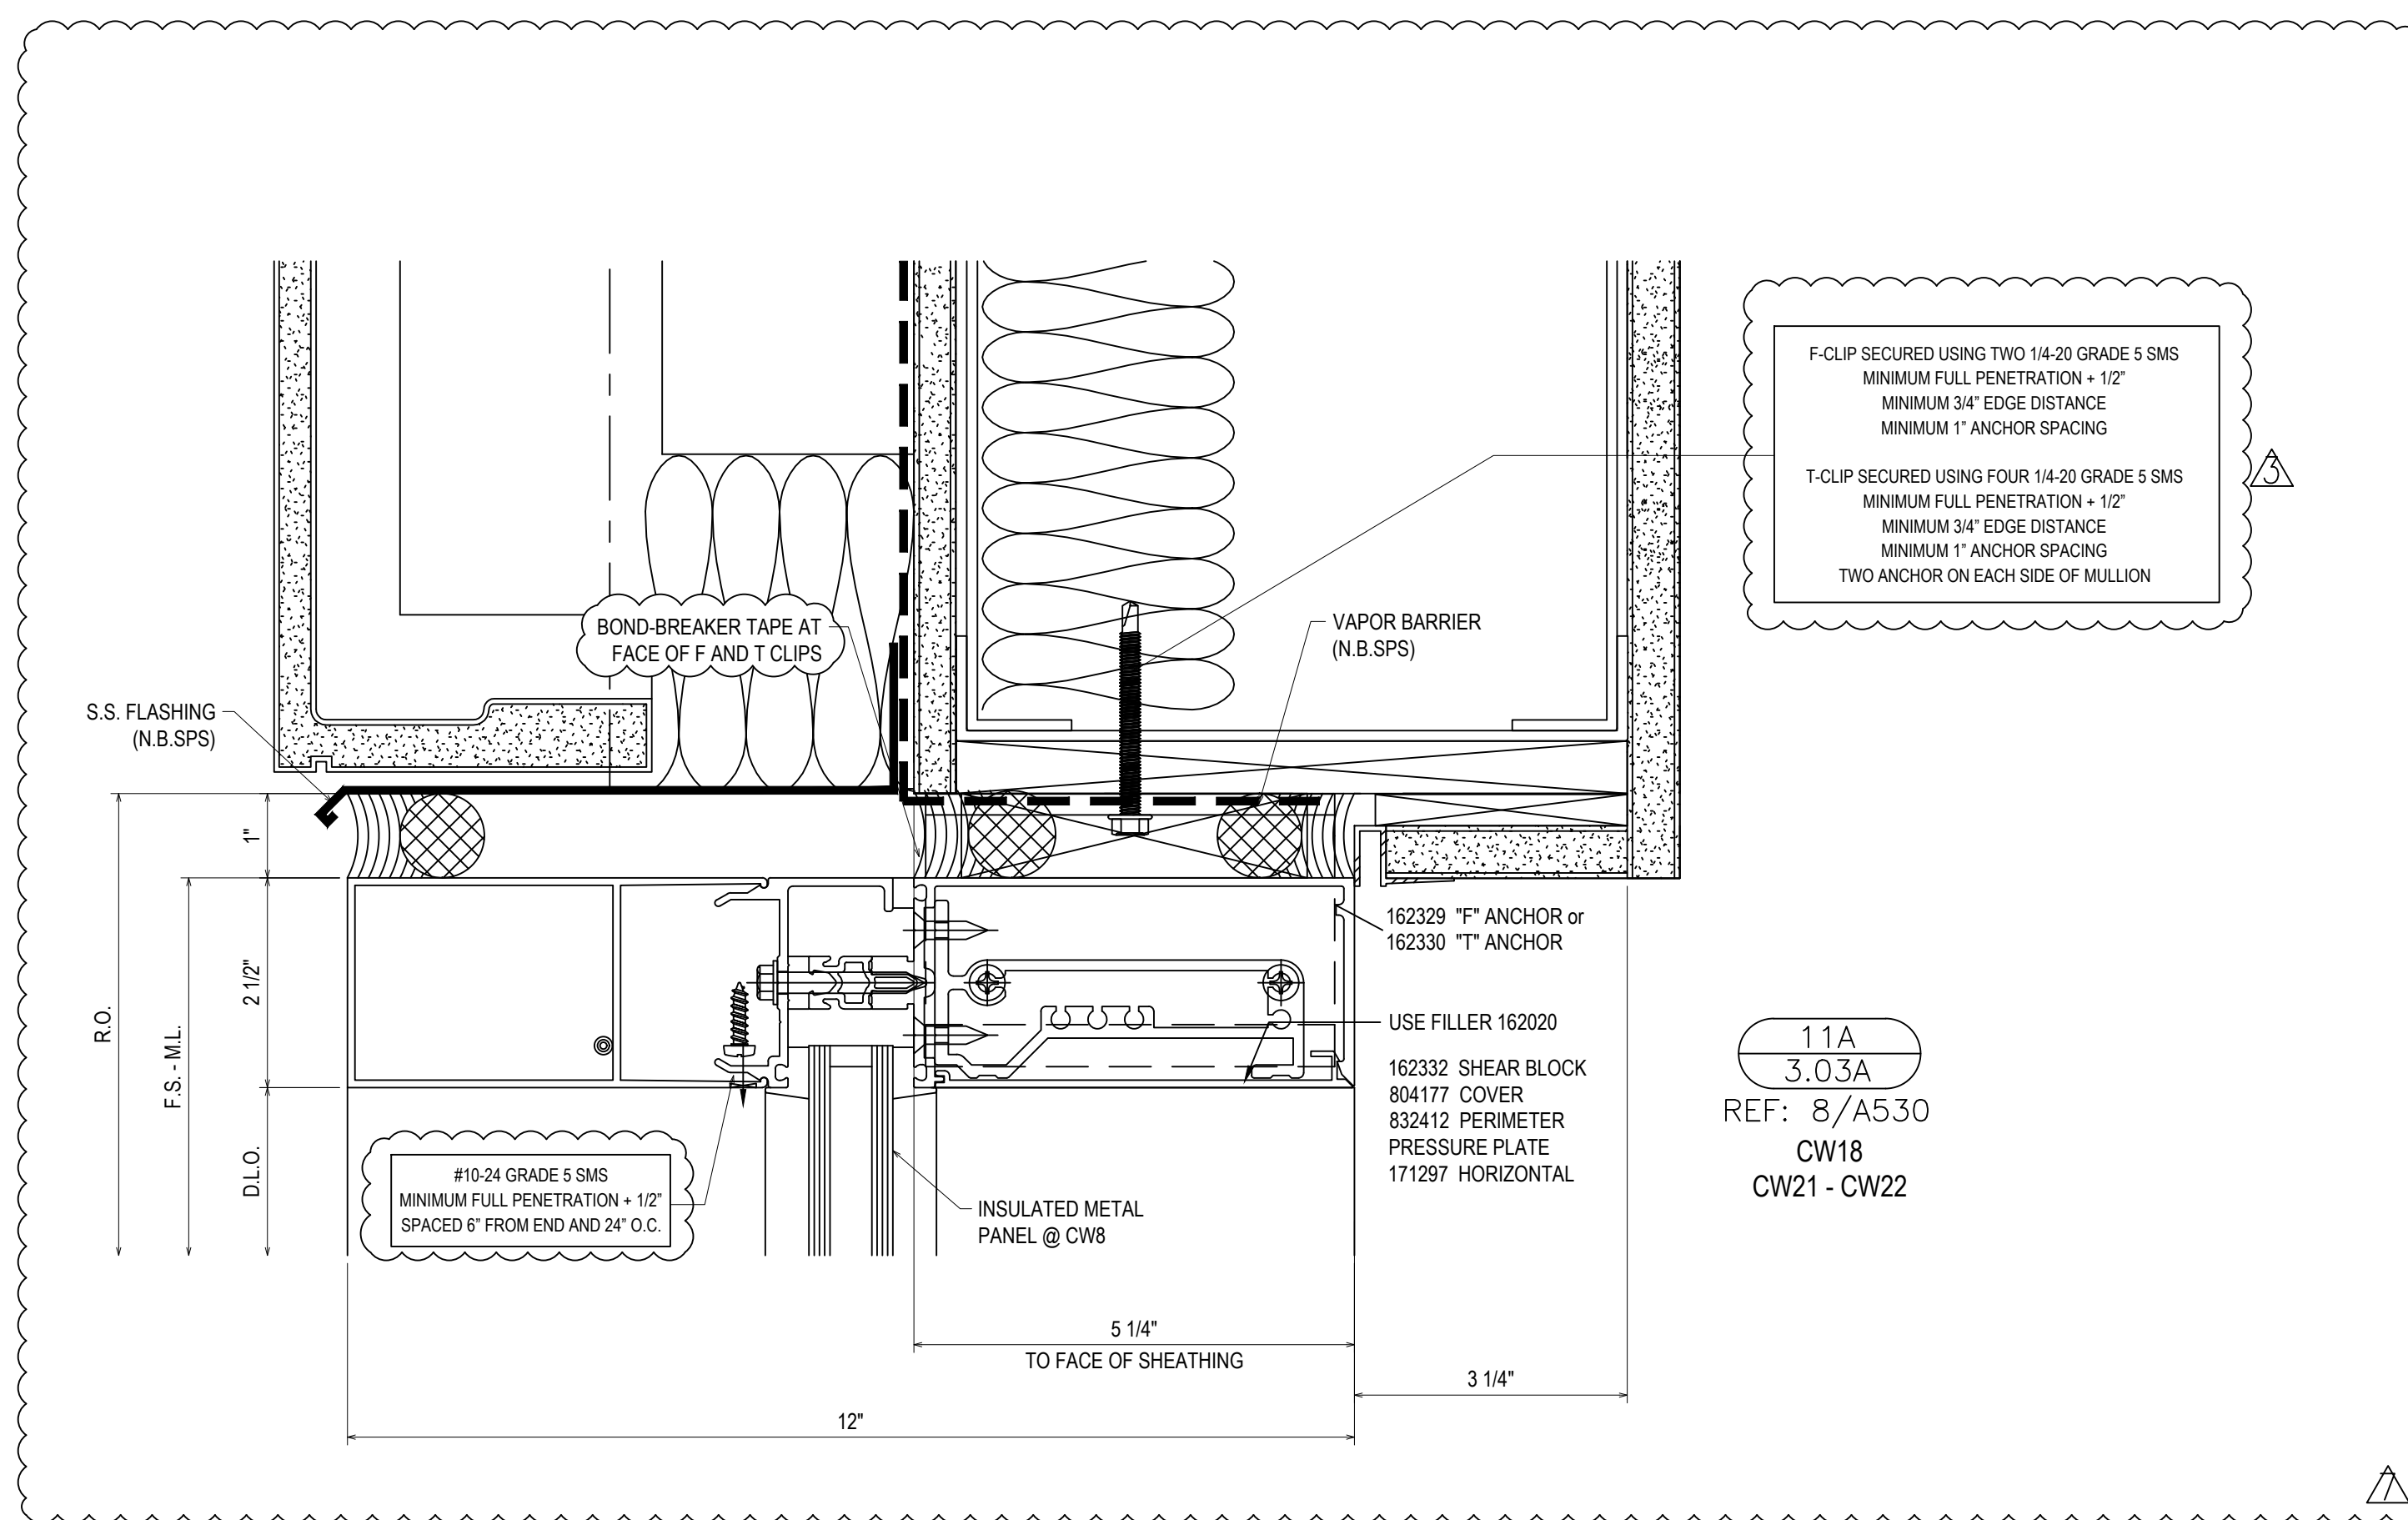 F-CLIP SECURED USING TWO 1/4-20 GRADE 5 SMS
MINIMUM FULL PENETRATION + 1/2”
MINIMUM 3/4” EDGE DISTANCE
MINIMUM 1” ANCHOR SPACING
T-CLIP SECURED USING FOUR 1/4-20 GRADE 5 SMS
MINIMUM FULL PENETRATION + 1/2”
MINIMUM 3/4” EDGE DISTANCE
MINIMUM 1” ANCHOR SPACING
TWO ANCHOR ON EACH SIDE OF MULLION
3
BOND-BREAKER TAPE AT
FACE OF F AND T CLIPS
VAPOR BARRIER
(N.B.SPS)
S.S. FLASHING
(N.B.SPS)
1"
2 1/2"
R.O.
F.S. - M.L.
D.L.O.
162329 "F" ANCHOR or
162330 "T" ANCHOR
USE FILLER 162020
162332 SHEAR BLOCK
804177 COVER
832412 PERIMETER
PRESSURE PLATE
171297 HORIZONTAL
11A
3.03A
REF: 8/A530
CW18
CW21 - CW22
#10-24 GRADE 5 SMS
MINIMUM FULL PENETRATION + 1/2”
SPACED 6” FROM END AND 24” O.C.
INSULATED METAL
PANEL @ CW8
5 1/4"
TO FACE OF SHEATHING
3 1/4"
12"
7